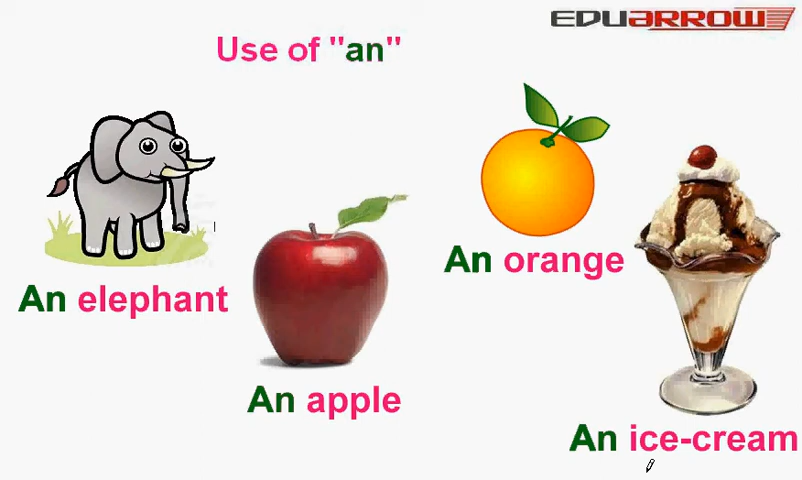 EDUARROW
Use of "an"
An elephant
An apple
An orange
An ice-cream